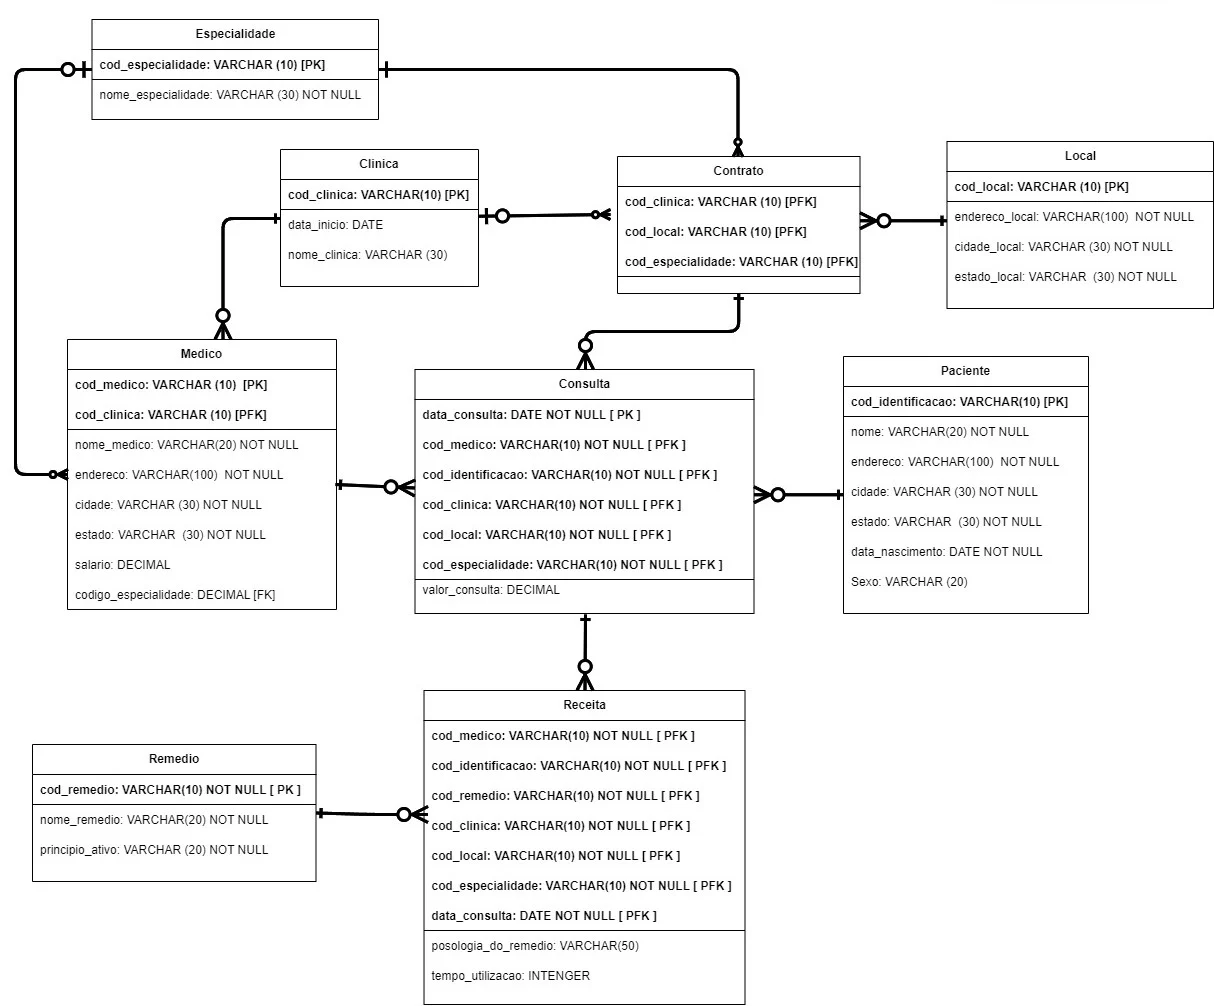 Especialidade
cod_especialidade: VARCHAR (10) [PK]
nome_especialidade: VARCHAR (30) NOT NULL
Clinica
cod_clinica: VARCHAR(10) [PK]
data_inicio: DATE
nome_clinica: VARCHAR (30)
Contrato
cod_clinica: VARCHAR (10) [PFK]
cod_local: VARCHAR (10) [PFK]
cod_especialidade: VARCHAR (10) [PFK]
Local
cod_local: VARCHAR (10) [PK]
endereco_local: VARCHAR(100) NOT NULL
cidade_local: VARCHAR (30) NOT NULL
estado_local: VARCHAR (30) NOT NULL
Medico
cod_medico: VARCHAR (10) [PK]
cod_clinica: VARCHAR (10) [PFK]
nome_medico: VARCHAR(20) NOT NULL
endereco: VARCHAR(100) NOT NULL
cidade: VARCHAR (30) NOT NULL
estado: VARCHAR (30) NOT NULL
salario: DECIMAL
codigo_especialidade: DECIMAL [FK]
Consulta
data_consulta: DATE NOT NULL [ PK ]
cod_medico: VARCHAR(10) NOT NULL [ PFK ]
cod_identificacao: VARCHAR(10) NOT NULL [ PFK ]
cod_clinica: VARCHAR(10) NOT NULL [ PFK ]
cod_local: VARCHAR(10) NOT NULL [ PFK ]
cod_especialidade: VARCHAR(10) NOT NULL [ PFK ]
valor_consulta: DECIMAL
Paciente
cod_identificacao: VARCHAR(10) [PK]
nome: VARCHAR(20) NOT NULL
endereco: VARCHAR(100) NOT NULL
cidade: VARCHAR (30) NOT NULL
estado: VARCHAR (30) NOT NULL
data_nascimento: DATE NOT NULL
Sexo: VARCHAR (20)
Remedio
cod_remedio: VARCHAR(10) NOT NULL [ PK ]
nome_remedio: VARCHAR(20) NOT NULL
principio_ativo: VARCHAR (20) NOT NULL
Receita
cod_medico: VARCHAR(10) NOT NULL [ PFK ]
cod_identificacao: VARCHAR(10) NOT NULL [ PFK ]
cod_remedio: VARCHAR(10) NOT NULL [ PFK ]
cod_clinica: VARCHAR(10) NOT NULL [ PFK ]
cod_local: VARCHAR(10) NOT NULL [ PFK ]
cod_especialidade: VARCHAR(10) NOT NULL [ PFK ]
data_consulta: DATE NOT NULL [ PFK ]
posologia_do_remedio: VARCHAR(50)
tempo_utilizacao: INTENGER